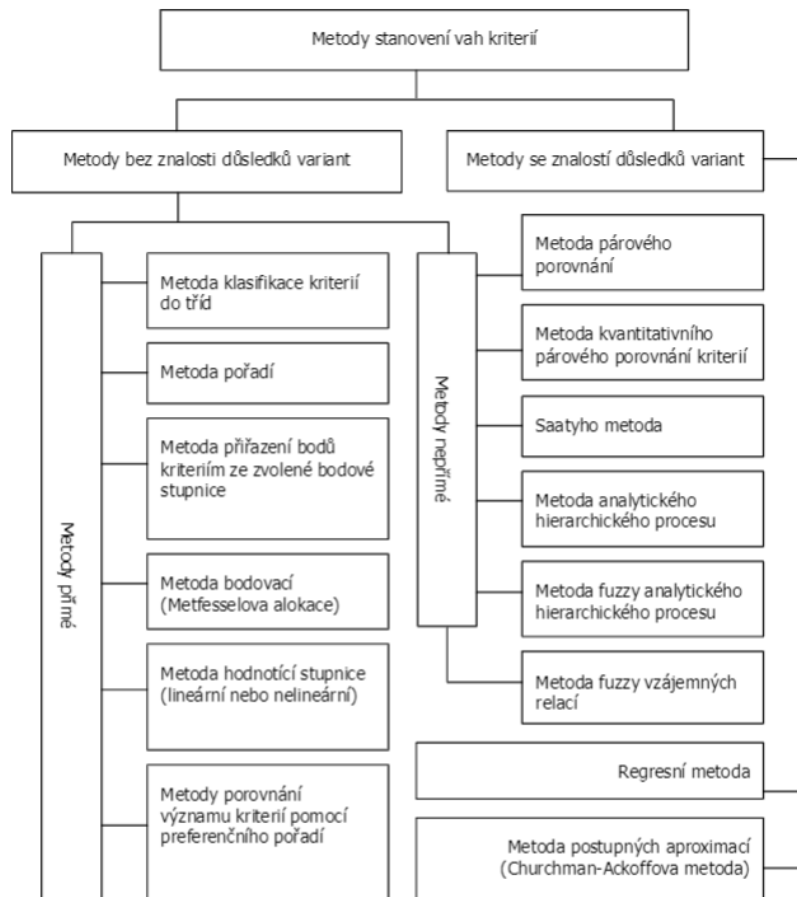 Metody stanovení vah kriterií
Metody bez znalosti důsledků variant
Metody se znalostí důsledků variant
Metody přímé
Metoda klasifikace kriterií
do tříd
Metoda pořadí
Metoda přiřazení bodů
kriteriím ze zvolené bodové
stupnice
Metoda bodovací
(Metfesselova alokace)
Metoda hodnotící stupnice
(lineární nebo nelineární)
Metody porovnání
významu kriterií pomocí
preferenčního pořadí
Metody nepřímé
Metoda párového
porovnání
Metoda kvantitativního
párového porovnání kriterií
Saatyho metoda
Metoda analytického
hierarchického procesu
Metoda fuzzy analytického
hierarchického procesu
Metoda fuzzy vzájemných
relací
Regresní metoda
Metoda postupných aproximací
(Churchman-Ackoffova metoda)